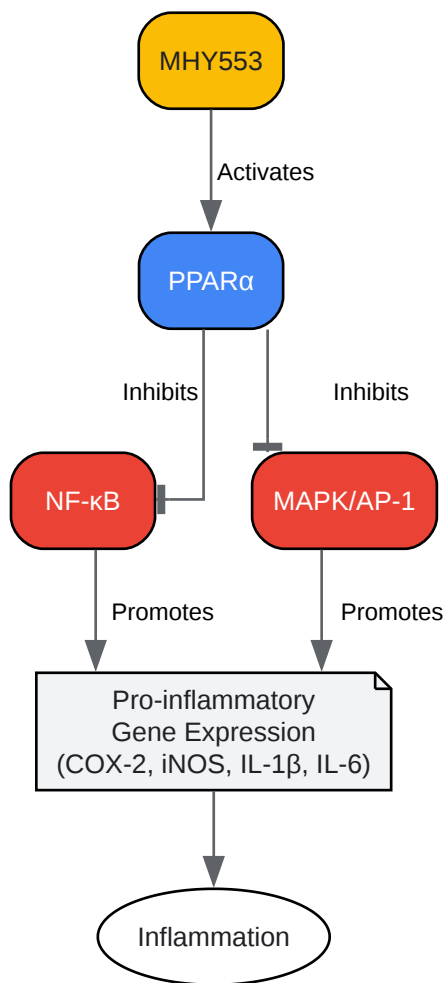 MHY553
Activates
PPARα
Inhibits
Inhibits
NF-κB
MAPK/AP-1
Promotes
Promotes
Pro-inflammatory
Gene Expression
(COX-2, iNOS, IL-1β, IL-6)
Inflammation